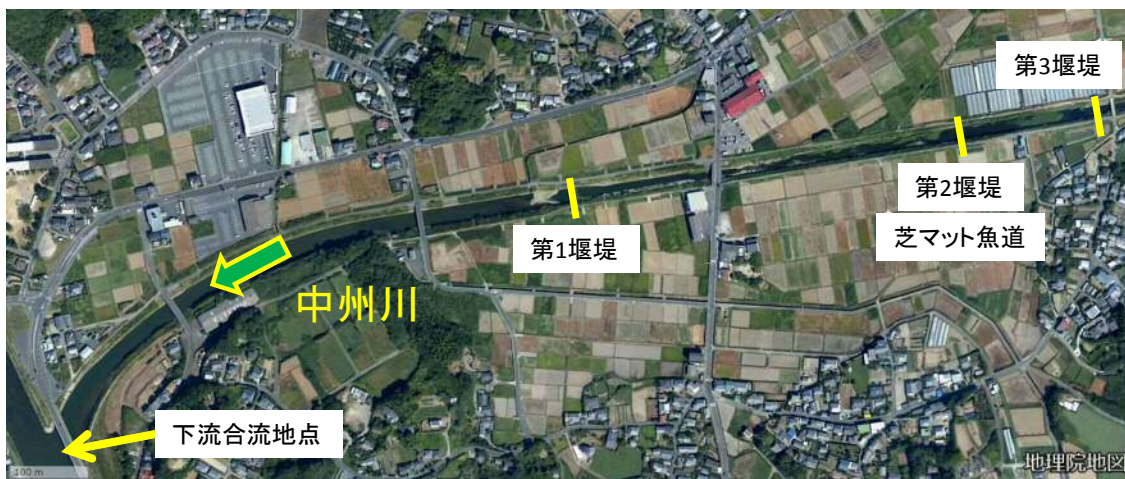 第3堰堤
第2堰堤
芝マット魚道
第1堰堤
中州川
下流合流地点
100 m
地理院地図